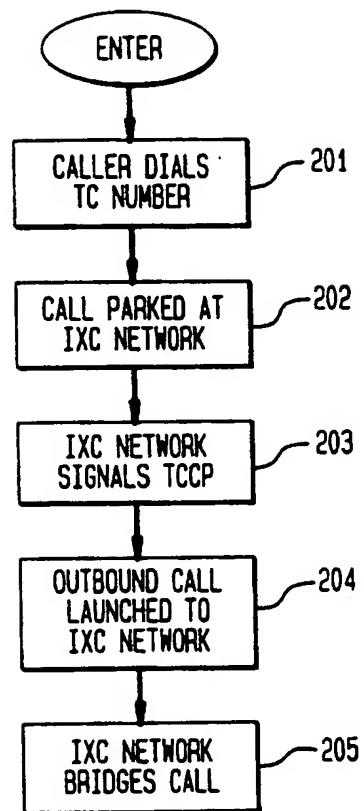 ENTER
CALLER DIALS
TC NUMBER
201
CALL PARKED AT
IXC NETWORK
202
IXC NETWORK
SIGNALS TCCP
203
OUTBOUND CALL
LAUNCHED TO
IXC NETWORK
204
IXC NETWORK
BRIDGES CALL
205